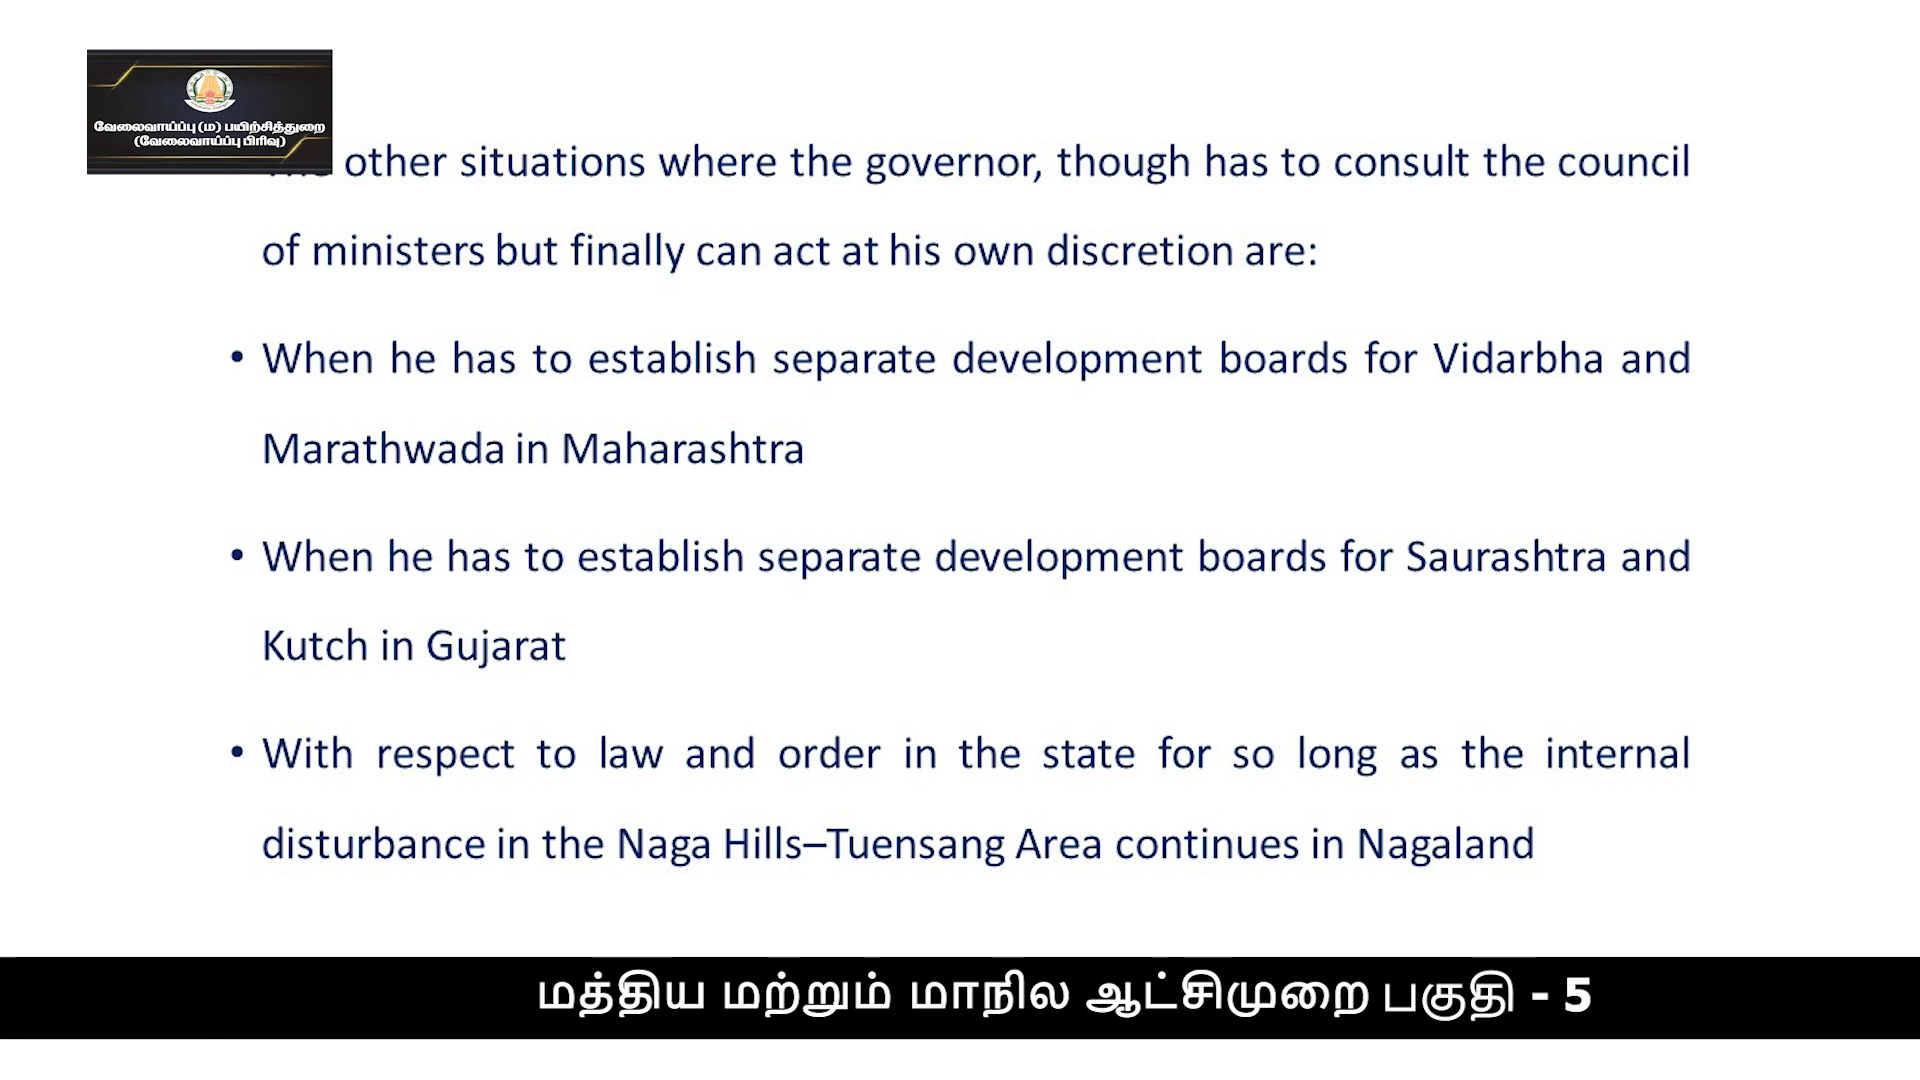 வேலைவாய்ப்பு (ம) பயிற்சித்துறை
(வேலைவாய்ப்பு பிரிவு)
other situations where the governor, though has to consult the council
of ministers but finally can act at his own discretion are:
• When he has to establish separate development boards for Vidarbha and
Marathwada in Maharashtra
• When he has to establish separate development boards for Saurashtra and
Kutch in Gujarat
• With respect to law and order in the state for so long as the internal
disturbance in the Naga Hills–Tuensang Area continues in Nagaland
மத்திய மற்றும் மாநில ஆட்சிமுறை பகுதி - 5